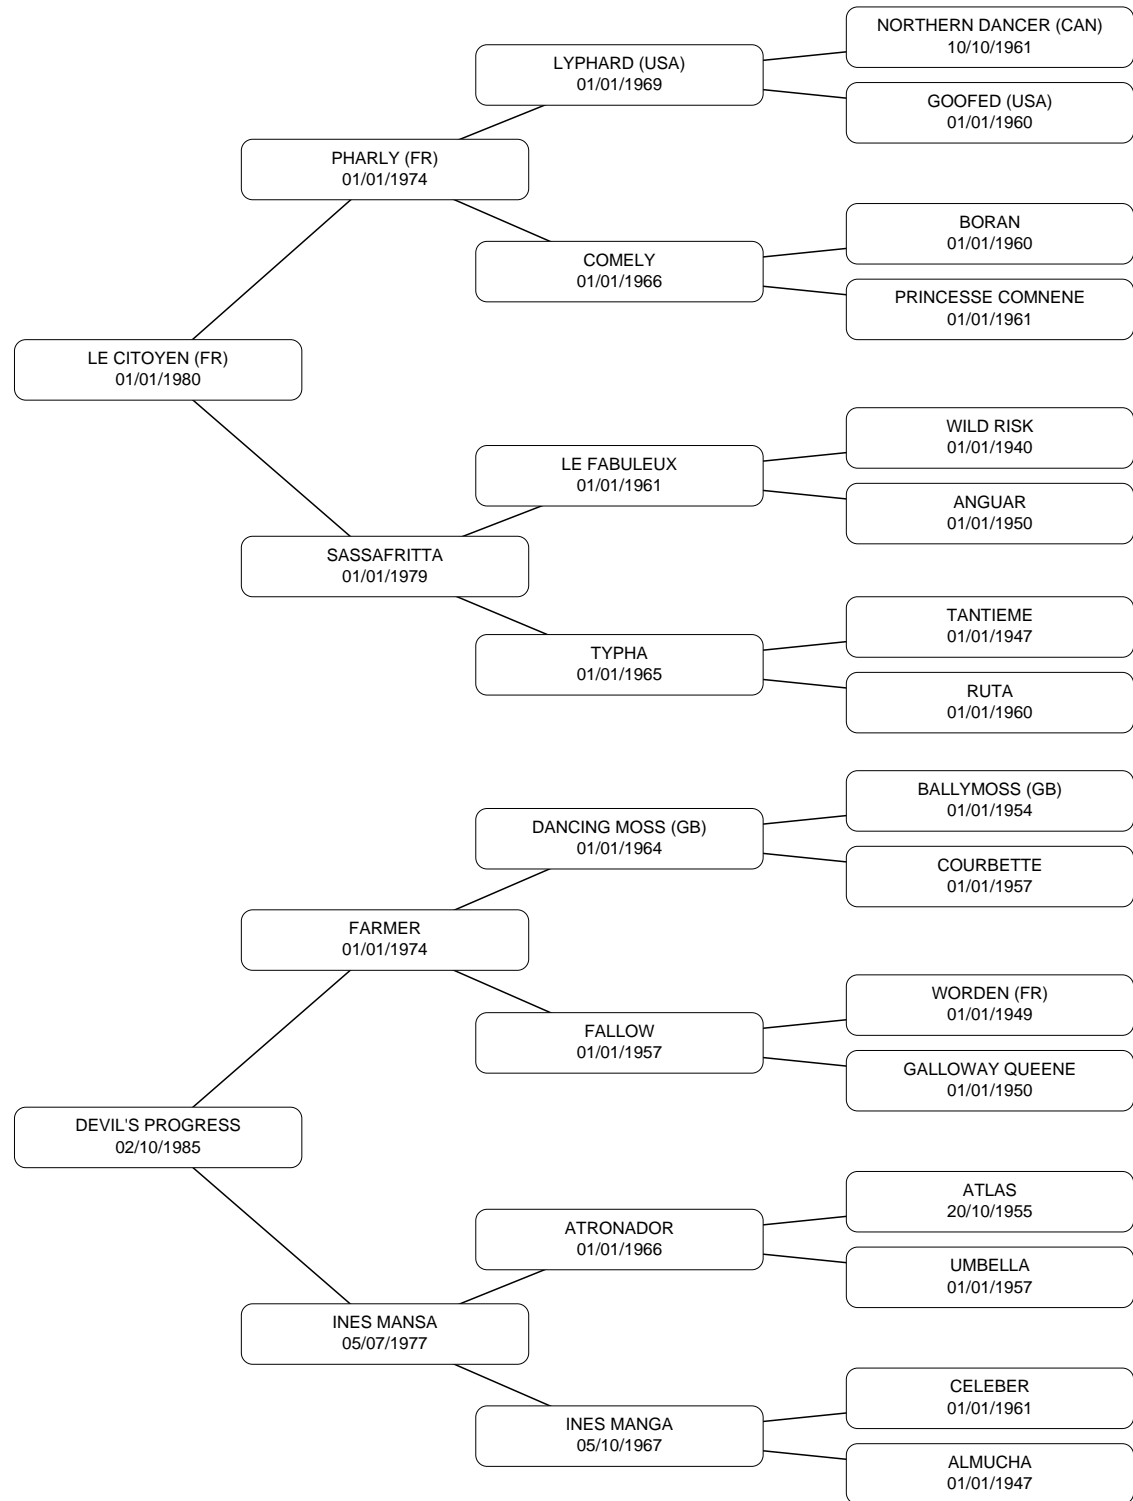 NORTHERN DANCER (CAN)
10/10/1961
LYPHARD (USA)
01/01/1969
GOOFED (USA)
01/01/1960
PHARLY (FR)
01/01/1974
BORAN
01/01/1960
COMELY
01/01/1966
PRINCESSE COMNENE
01/01/1961
LE CITOYEN (FR)
01/01/1980
WILD RISK
01/01/1940
LE FABULEUX
01/01/1961
ANGUAR
01/01/1950
SASSAFRITTA
01/01/1979
TANTIEME
01/01/1947
TYPHA
01/01/1965
RUTA
01/01/1960
BALLYMOSS (GB)
01/01/1954
DANCING MOSS (GB)
01/01/1964
COURBETTE
01/01/1957
FARMER
01/01/1974
WORDEN (FR)
01/01/1949
FALLOW
01/01/1957
GALLOWAY QUEENE
01/01/1950
DEVIL'S PROGRESS
02/10/1985
ATLAS
20/10/1955
ATRONADOR
01/01/1966
UMBELLA
01/01/1957
INES MANSA
05/07/1977
CELEBER
01/01/1961
INES MANGA
05/10/1967
ALMUCHA
01/01/1947